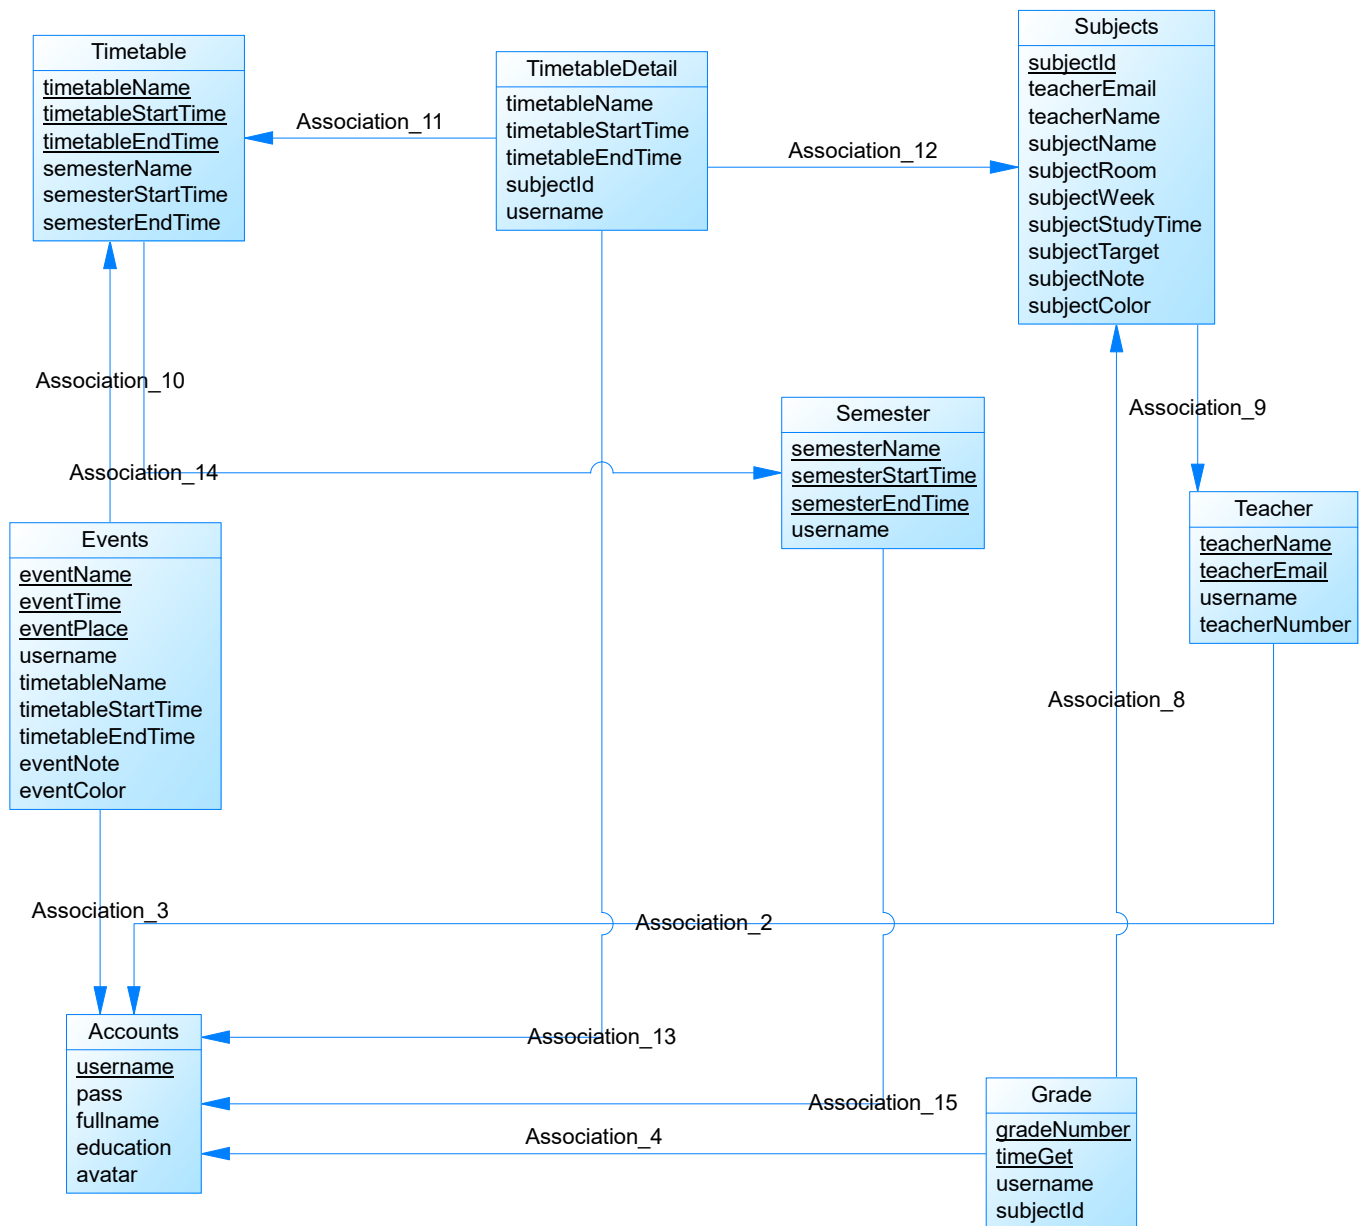 Timetable
timetableName
timetableStartTime
timetableEndTime
semesterName
semesterStartTime
semesterEndTime
Association_11
TimetableDetail
timetableName
timetableStartTime
timetableEndTime
subjectId
username
Association_12
Subjects
subjectId
teacherEmail
teacherName
subjectName
subjectRoom
subjectWeek
subjectStudyTime
subjectTarget
subjectNote
subjectColor
Association_10
Association_14
Semester
semesterName
semesterStartTime
semesterEndTime
username
Association_9
Teacher
teacherName
teacherEmail
username
teacherNumber
Events
eventName
eventTime
eventPlace
username
timetableName
timetableStartTime
timetableEndTime
eventNote
eventColor
Association_8
Association_3
Association_2
Accounts
username
pass
fullname
education
avatar
Association_13
Association_15
Association_4
Grade
gradeNumber
timeGet
username
subjectId